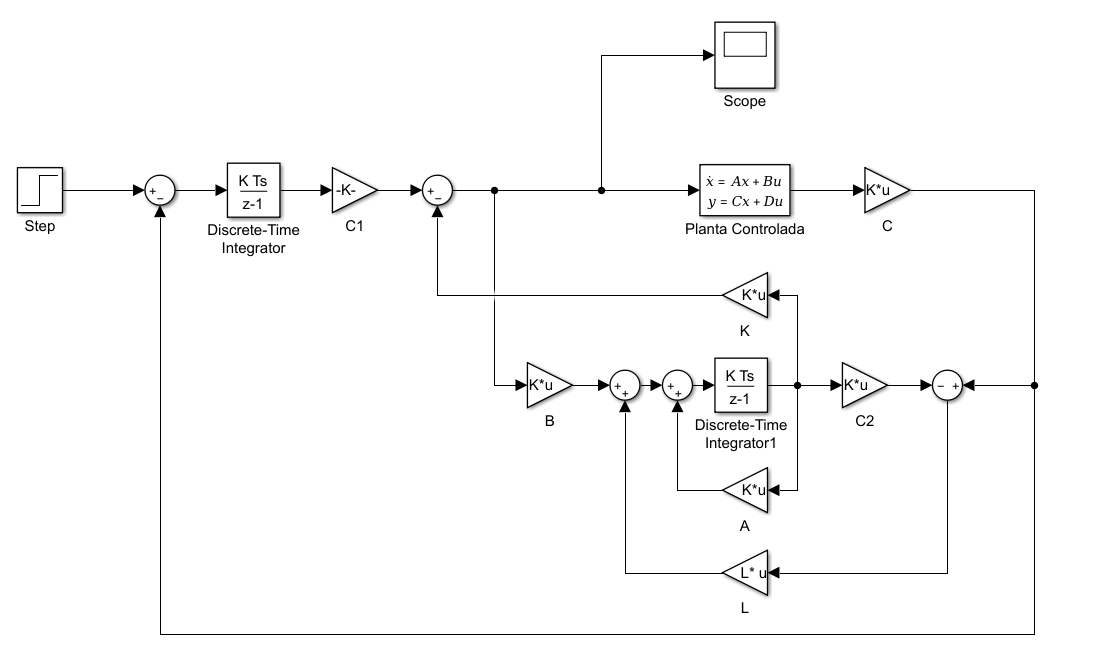 Scope
+
−
K Ts
z-1
-K-
+
−
ẋ = Ax + Bu
y = Cx + Du
K*u
Step
Discrete-Time
Integrator
C1
Planta Controlada
C
K*u
K
K*u
+
+
+
+
K Ts
z-1
K*u
− +
B
Discrete-Time
Integrator1
C2
K*u
A
L* u
L